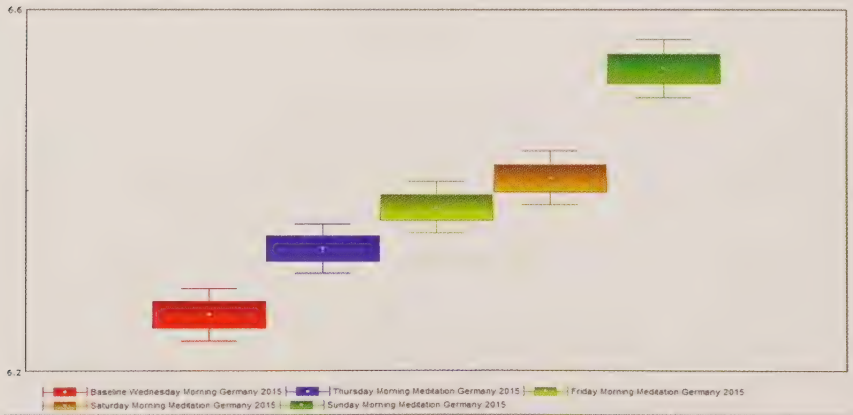 6.6
6.2
Baseline Wednesday Morning Germany 2015 Thursday Morning Meditation Germany 2015 Friday Morning Meditation Germany 2015
Saturday Morning Meditation Germany 2015 Sunday Morning Meditation Germany 2015